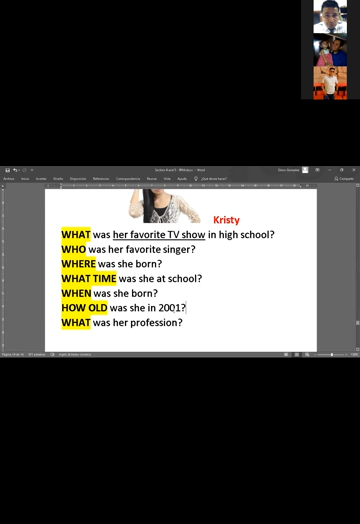 Kristy
WHAT was her favorite TV show in high school?
WHO was her favorite singer?
WHERE was she born?
WHAT TIME was she at school?
WHEN was she born?
HOW OLD was she in 2001?
WHAT was her profession?